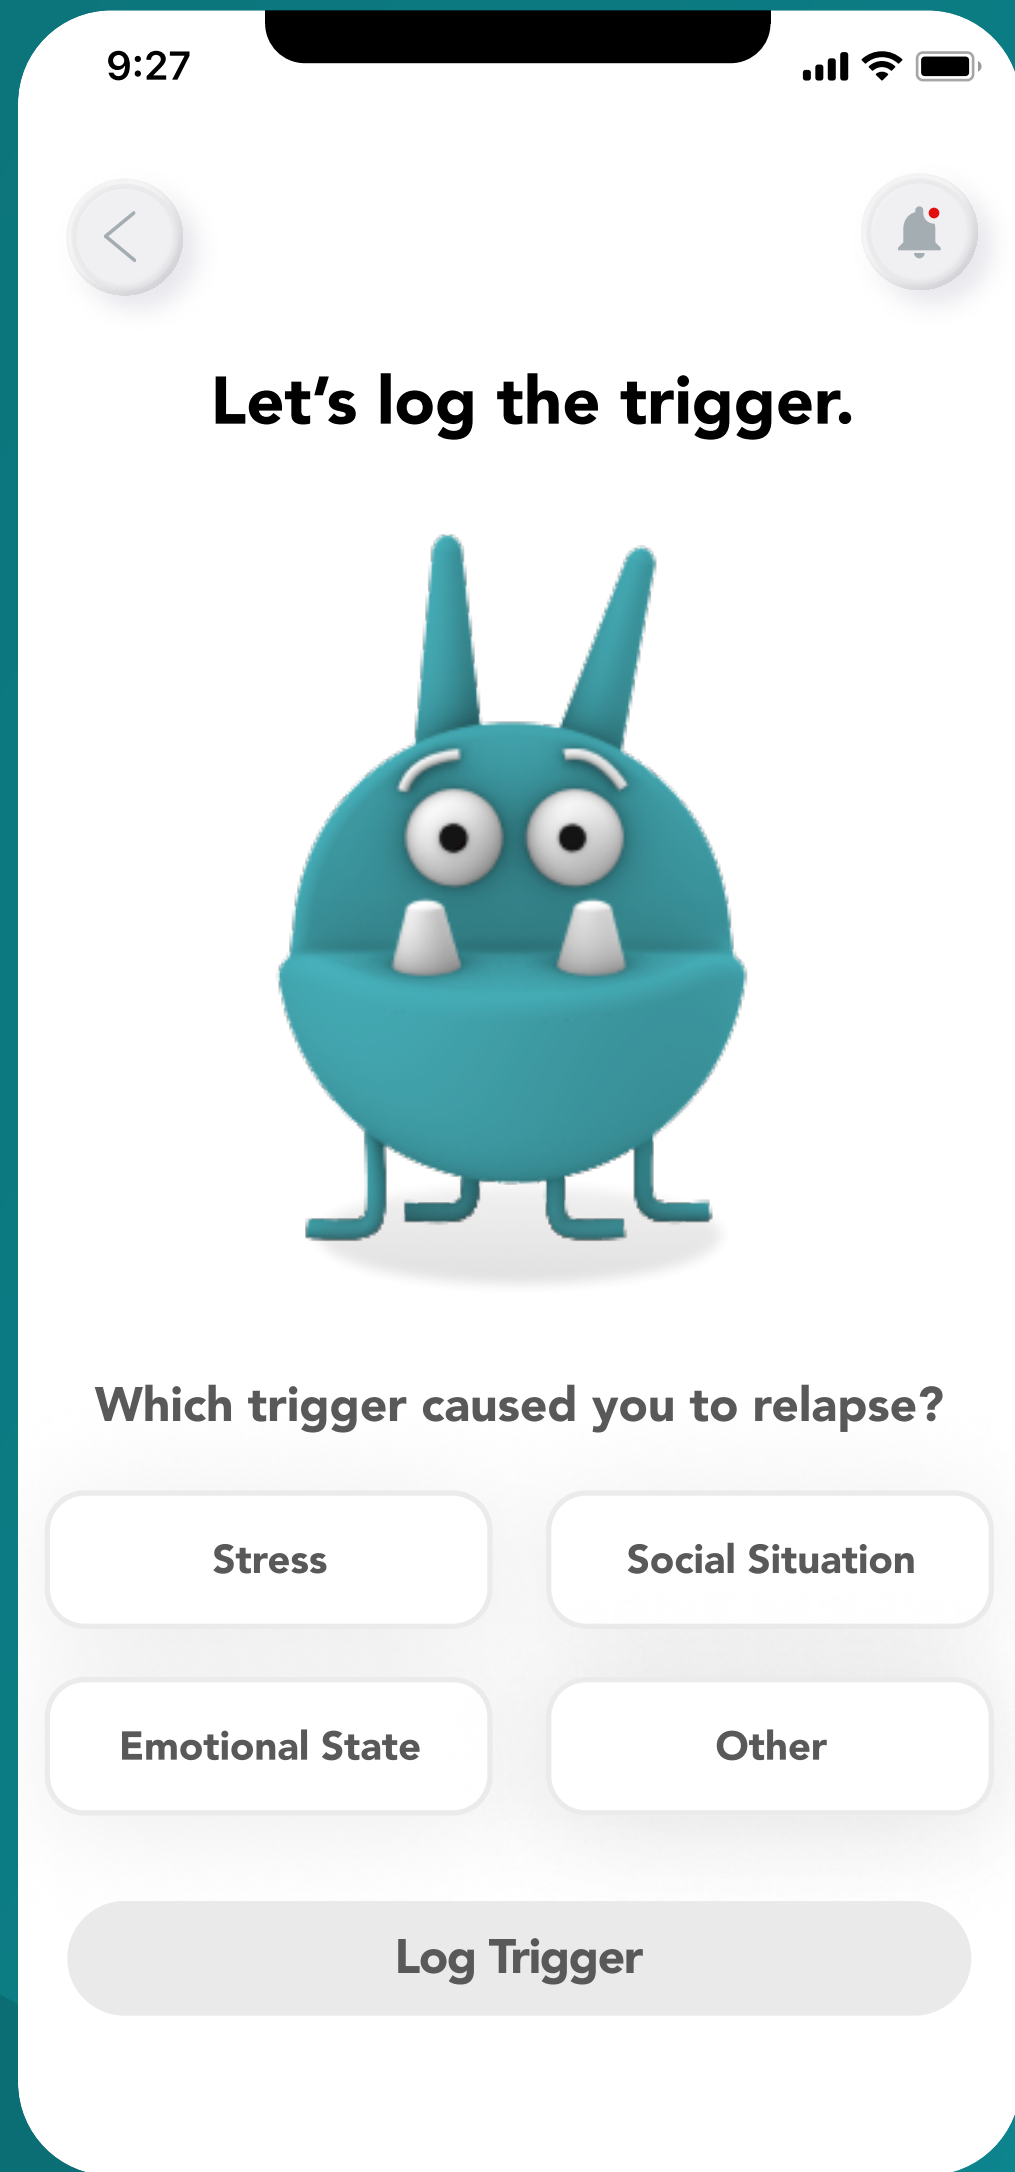 9:27
Let‘s log the trigger.
Which trigger caused you to relapse?
Stress
Social Situation
Emotional State
Other
Log Trigger